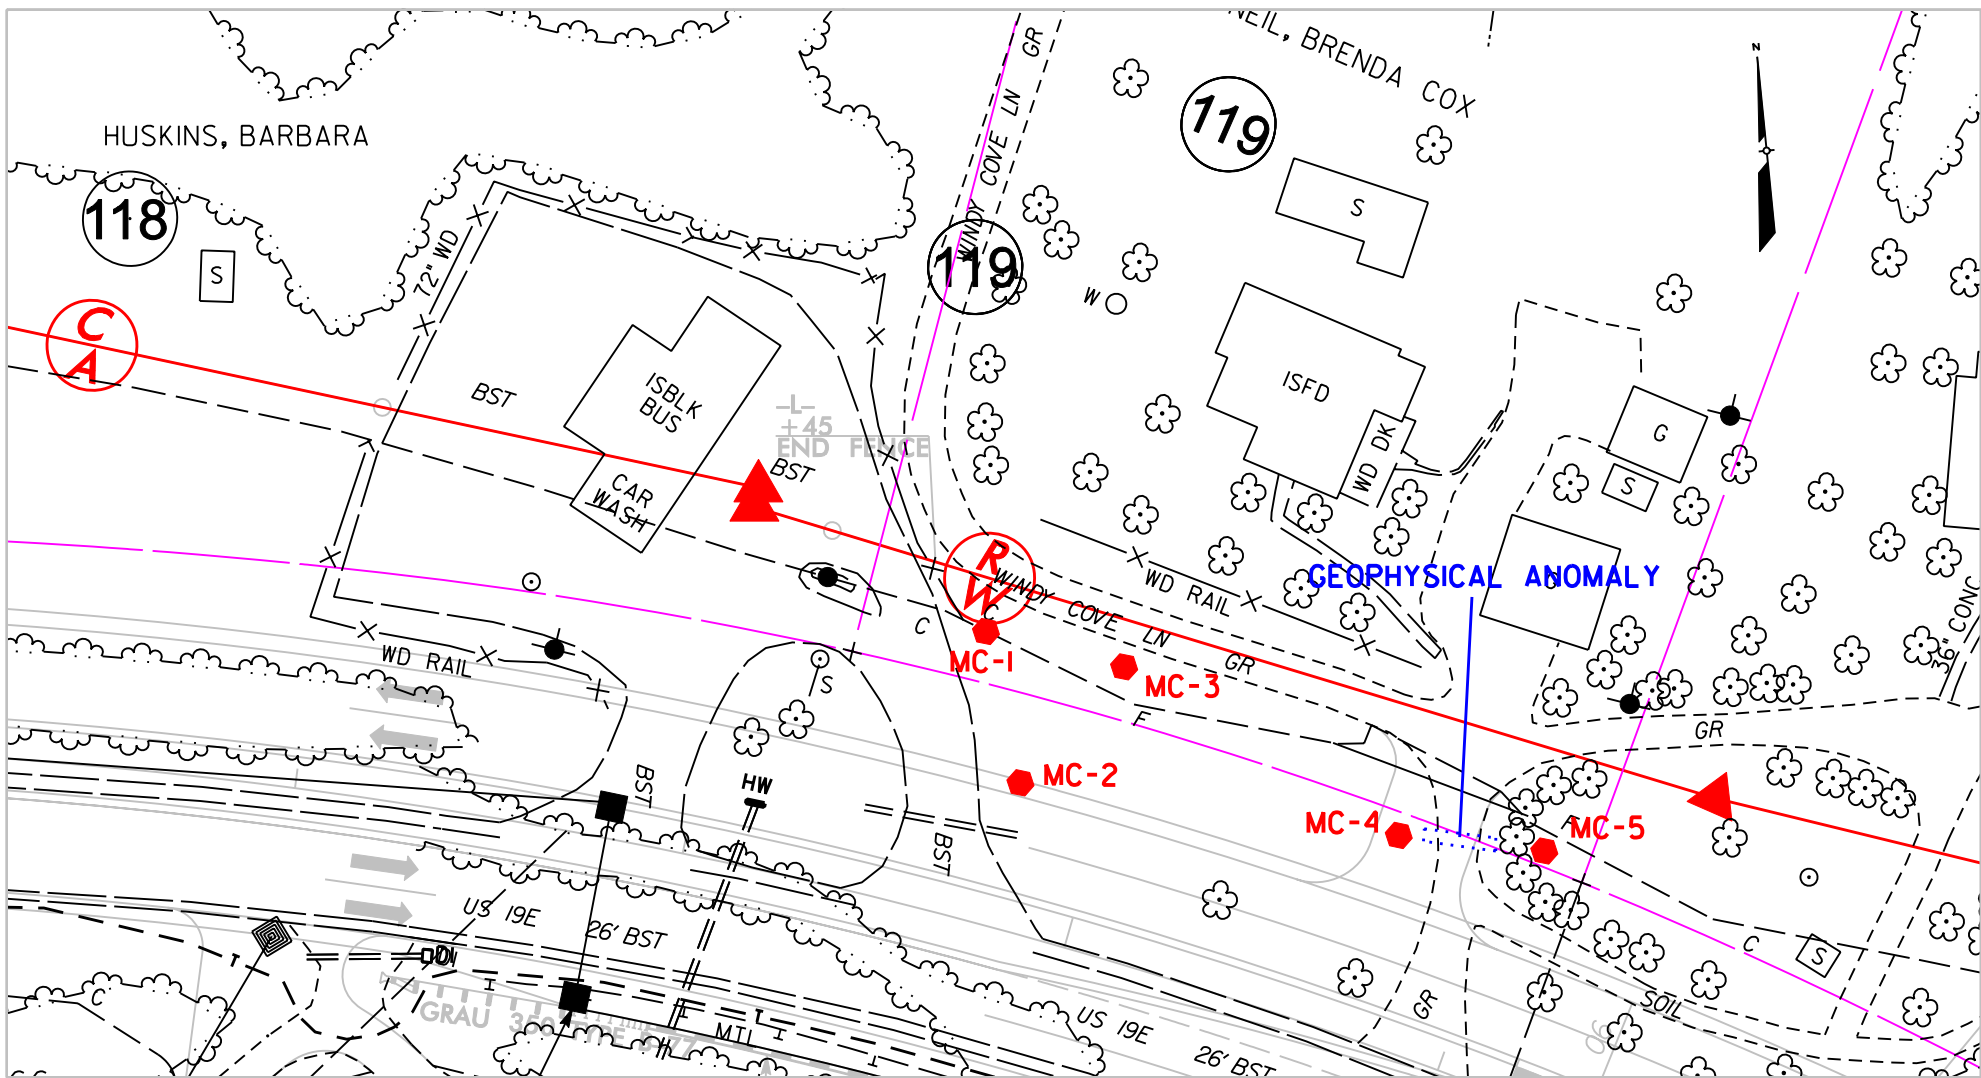 NEIL, BRENDA COX
GR
N
HUSKINS, BARBARA
119
WINDY COVE LN
118
S
S
72" WD
119
W
C
A
ISFD
BST
ISBLK
BUS
-L-
+45
END FENCE
WD DK
G
S
BST
CAR
WASH
R
W
WINDY COVE LN
GR
WD RAIL
GEOPHYSICAL ANOMALY
G
C
C
MC-1
MC-3
WD RAIL
S
36" CONC
F
GR
BST
HW
MC-2
MC-4
F
MC-5
BST
US 19E
26' BST
DI
C
S
C
GRAU 350 TYPE
MTL
US 19E
26' BST
GR
SOIL